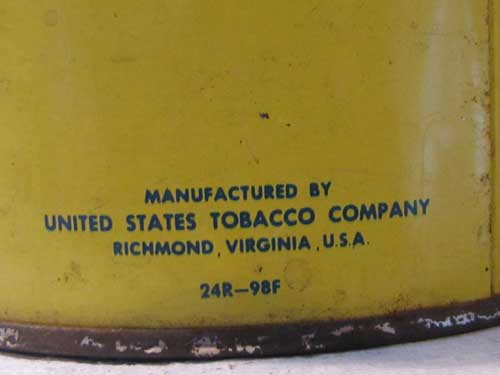 MANUFACTURED BY
UNITED STATES TOBACCO COMPANY
RICHMOND, VIRGINIA, U.S.A.
24R-98F